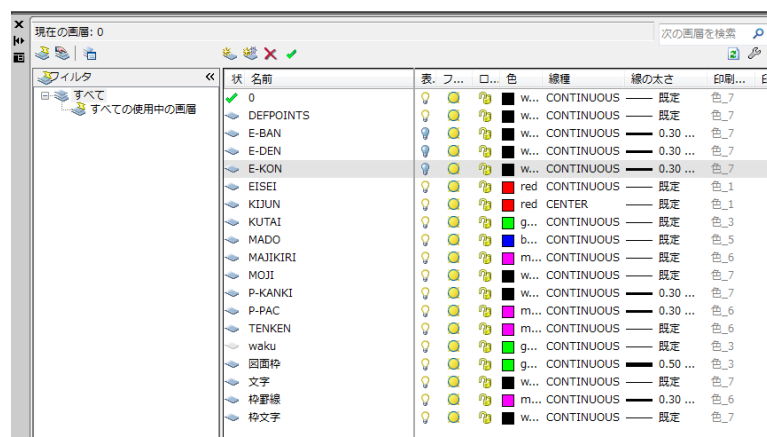 現在の画層: 0
次の画層を検索
フィルタ
すべて
すべての使用中の画層
状 名前 表. フ... ロ... 色 線種 線の太さ 印刷...
0 w... CONTINUOUS 既定 色_7
DEFPOINTS w... CONTINUOUS 既定 色_7
E-BAN w... CONTINUOUS 0.30 ... 色_7
E-DEN w... CONTINUOUS 0.30 ... 色_7
E-KON w... CONTINUOUS 0.30 ... 色_7
EISEI red CONTINUOUS 既定 色_1
KIJUN red CENTER 既定 色_1
KUTAI g... CONTINUOUS 既定 色_3
MADO b... CONTINUOUS 既定 色_5
MAJIKIRI m... CONTINUOUS 既定 色_6
MOJI w... CONTINUOUS 既定 色_7
P-KANKI w... CONTINUOUS 0.30 ... 色_7
P-PAC m... CONTINUOUS 0.30 ... 色_6
TENKEN m... CONTINUOUS 既定 色_6
waku g... CONTINUOUS 既定 色_3
図面枠 g... CONTINUOUS 0.50 ... 色_3
文字 w... CONTINUOUS 既定 色_7
枠罫線 m... CONTINUOUS 0.30 ... 色_6
枠文字 w... CONTINUOUS 既定 色_7